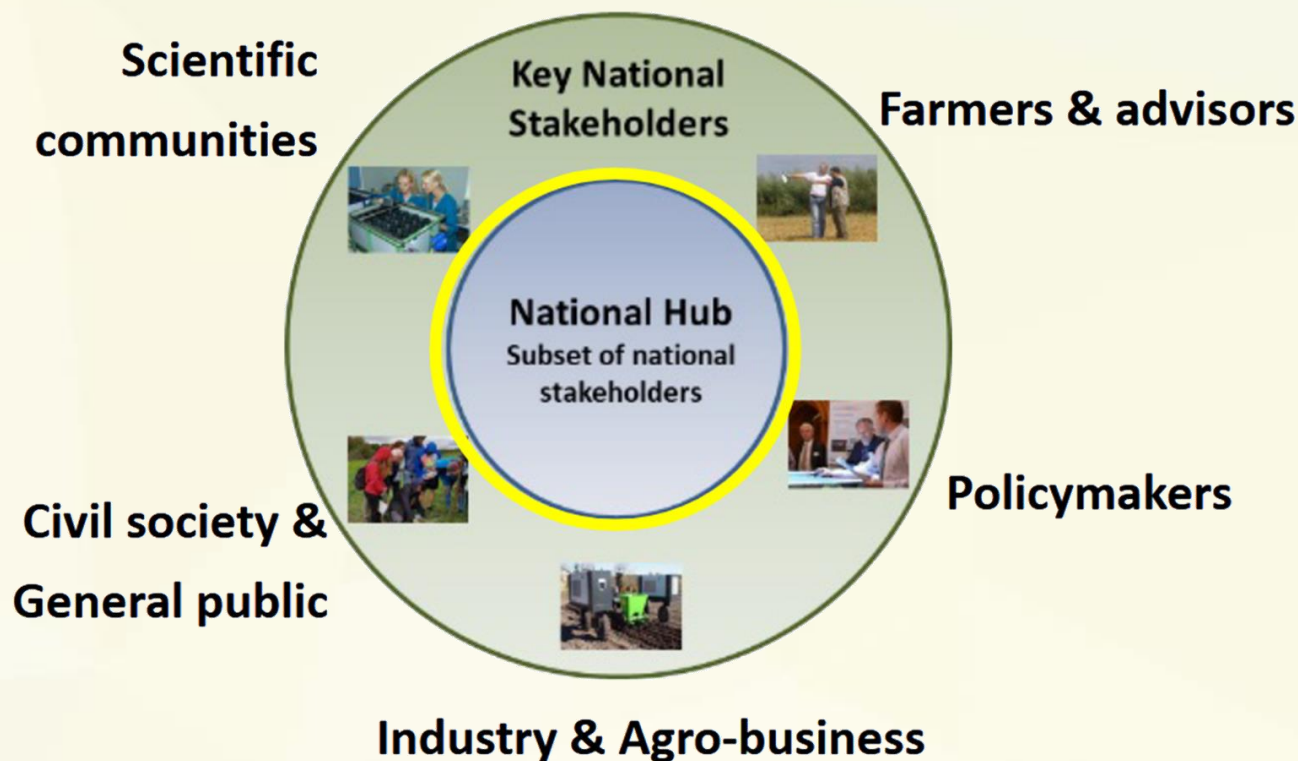 Scientific
communities
Key National
Stakeholders
Farmers & advisors
National Hub
Subset of national
stakeholders
Policymakers
Civil society &
General public
Industry & Agro-business